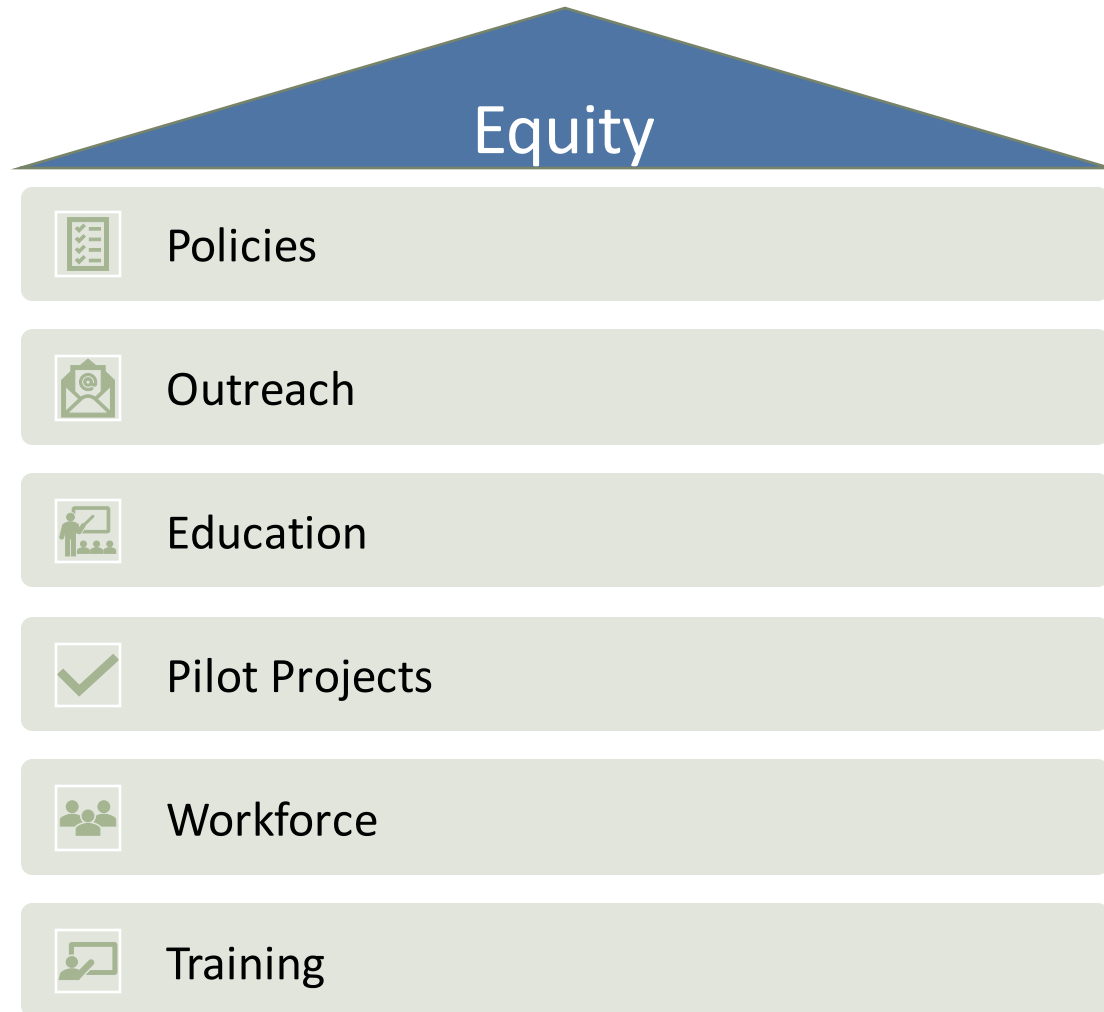 Equity
Policies
Outreach
Education
Pilot Projects
Workforce
Training